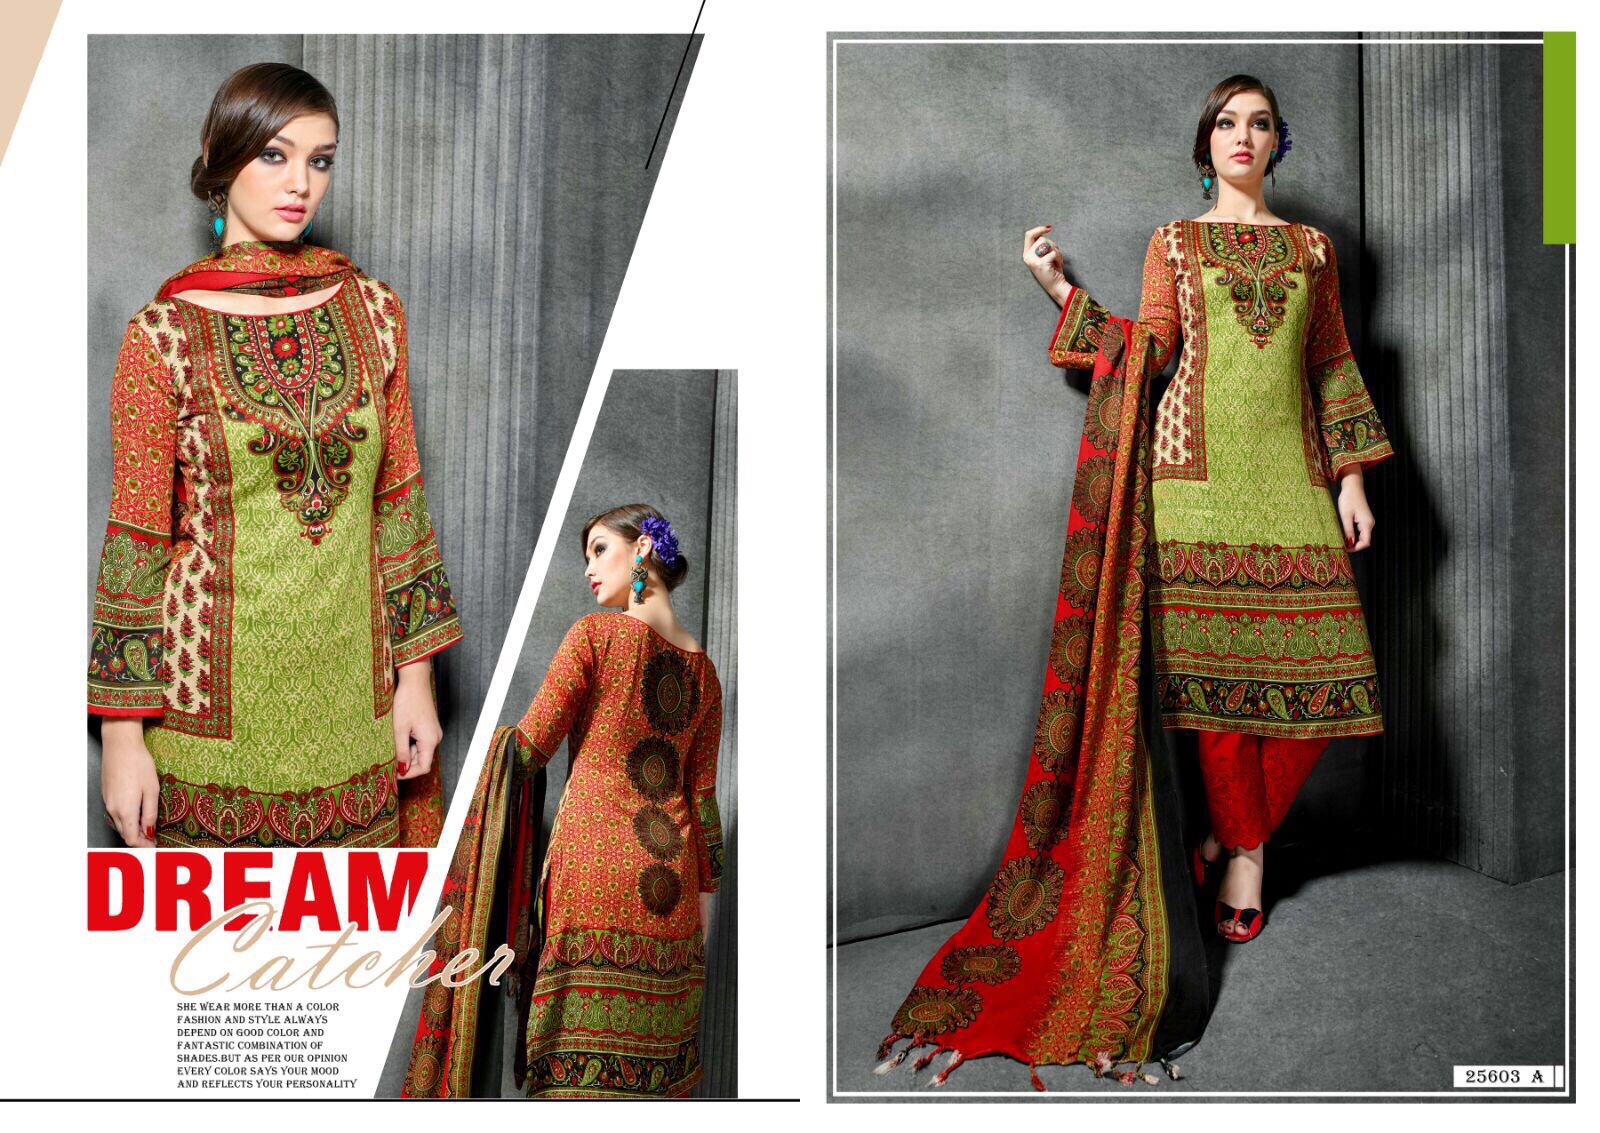 DREAM
Catcher
SHE WEAR MORE THAN A COLOR
FASHION AND STYLE ALWAYS
DEPEND ON GOOD COLOR AND
FANTASTIC COMBINATION OF
SHADES.BUT AS PER OUR OPINION
EVERY COLOR SAYS YOUR MOOD
AND REFLECTS YOUR PERSONALITY
25603 A